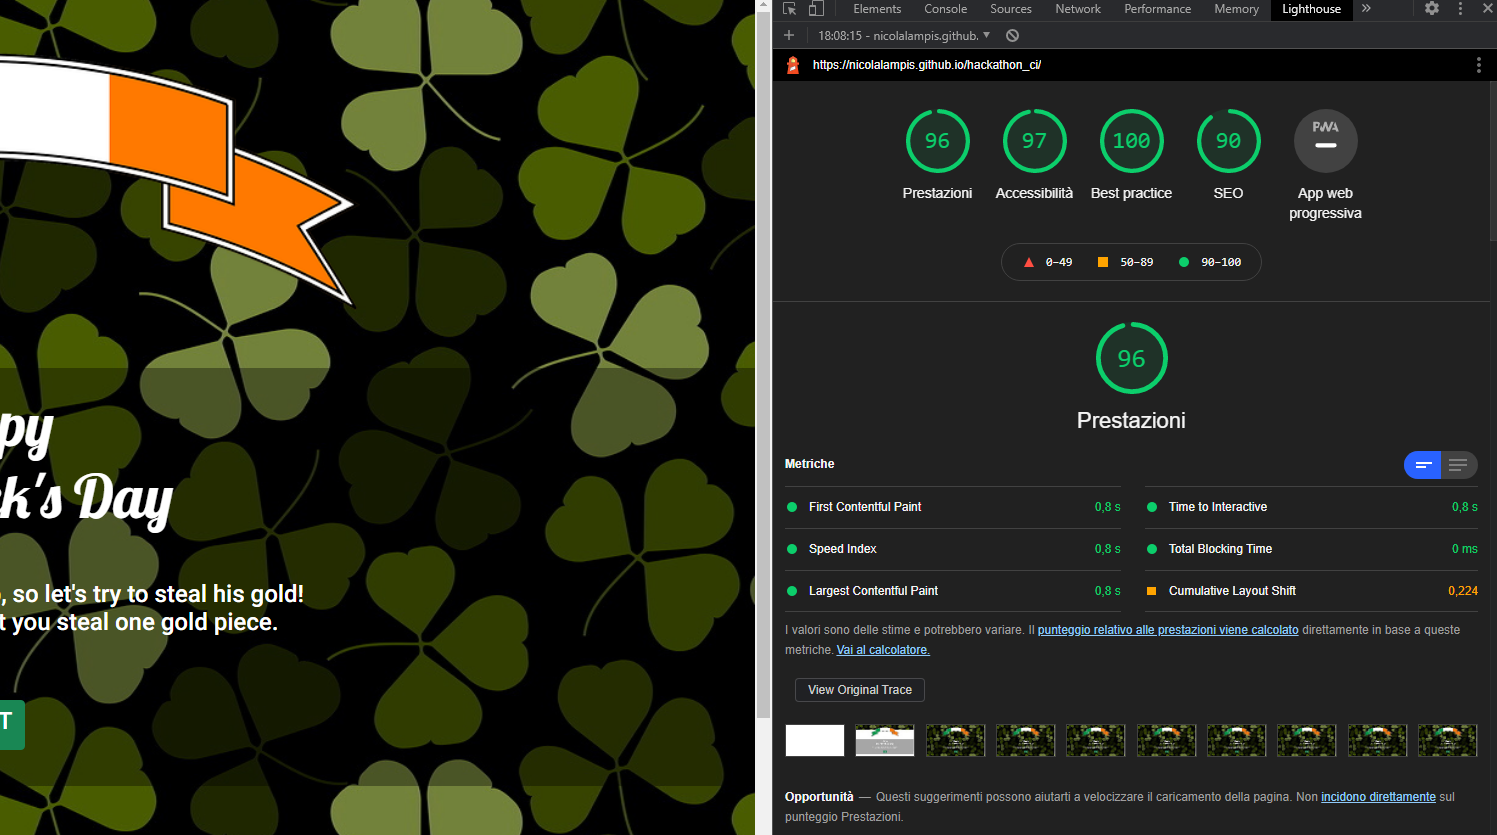 py
k's Day
, so let's try to steal his gold!
t you steal one gold piece.
T
Elements Console Sources Network Performance Memory Lighthouse
18:08:15 - nicolalampis.github.
https://nicolalampis.github.io/hackathon_ci/
96 97 100 90 PWA
Prestazioni Accessibilità Best practice SEO App web
progressiva
0–49 50–89 90–100
96
Prestazioni
Metriche
First Contentful Paint 0,8 s Time to Interactive 0,8 s
Speed Index 0,8 s Total Blocking Time 0 ms
Largest Contentful Paint 0,8 s Cumulative Layout Shift 0,224
I valori sono delle stime e potrebbero variare. Il punteggio relativo alle prestazioni viene calcolato direttamente in base a queste
metriche. Vai al calcolatore.
View Original Trace
Opportunità — Questi suggerimenti possono aiutarti a velocizzare il caricamento della pagina. Non incidono direttamente sul
punteggio Prestazioni.